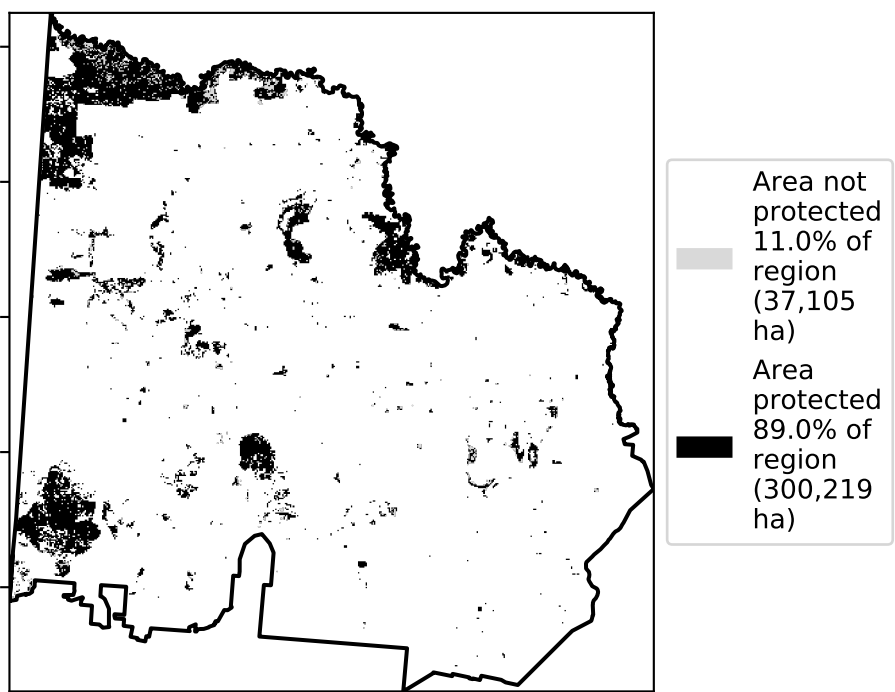 Area not
protected
11.0% of
region
(37,105
ha)
Area
protected
89.0% of
region
(300,219
ha)